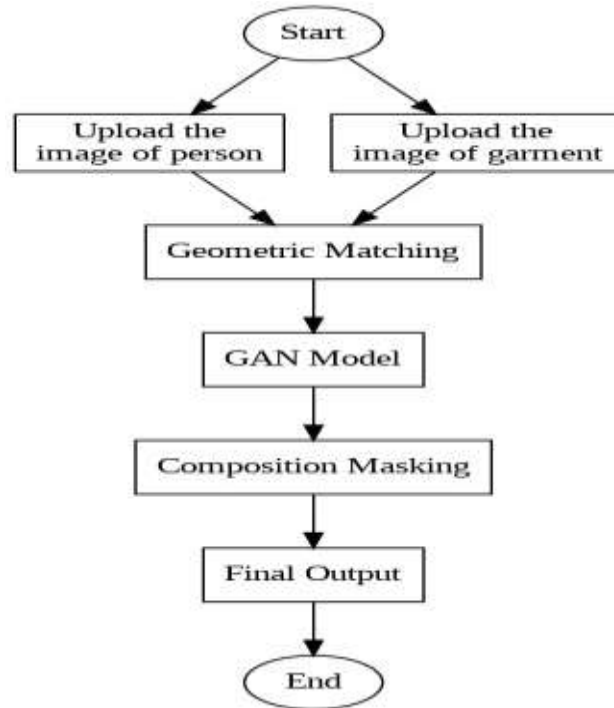 Start
Upload the
image of person
Upload the
image of garment
Geometric Matching
GAN Model
Composition Masking
Final Output
End